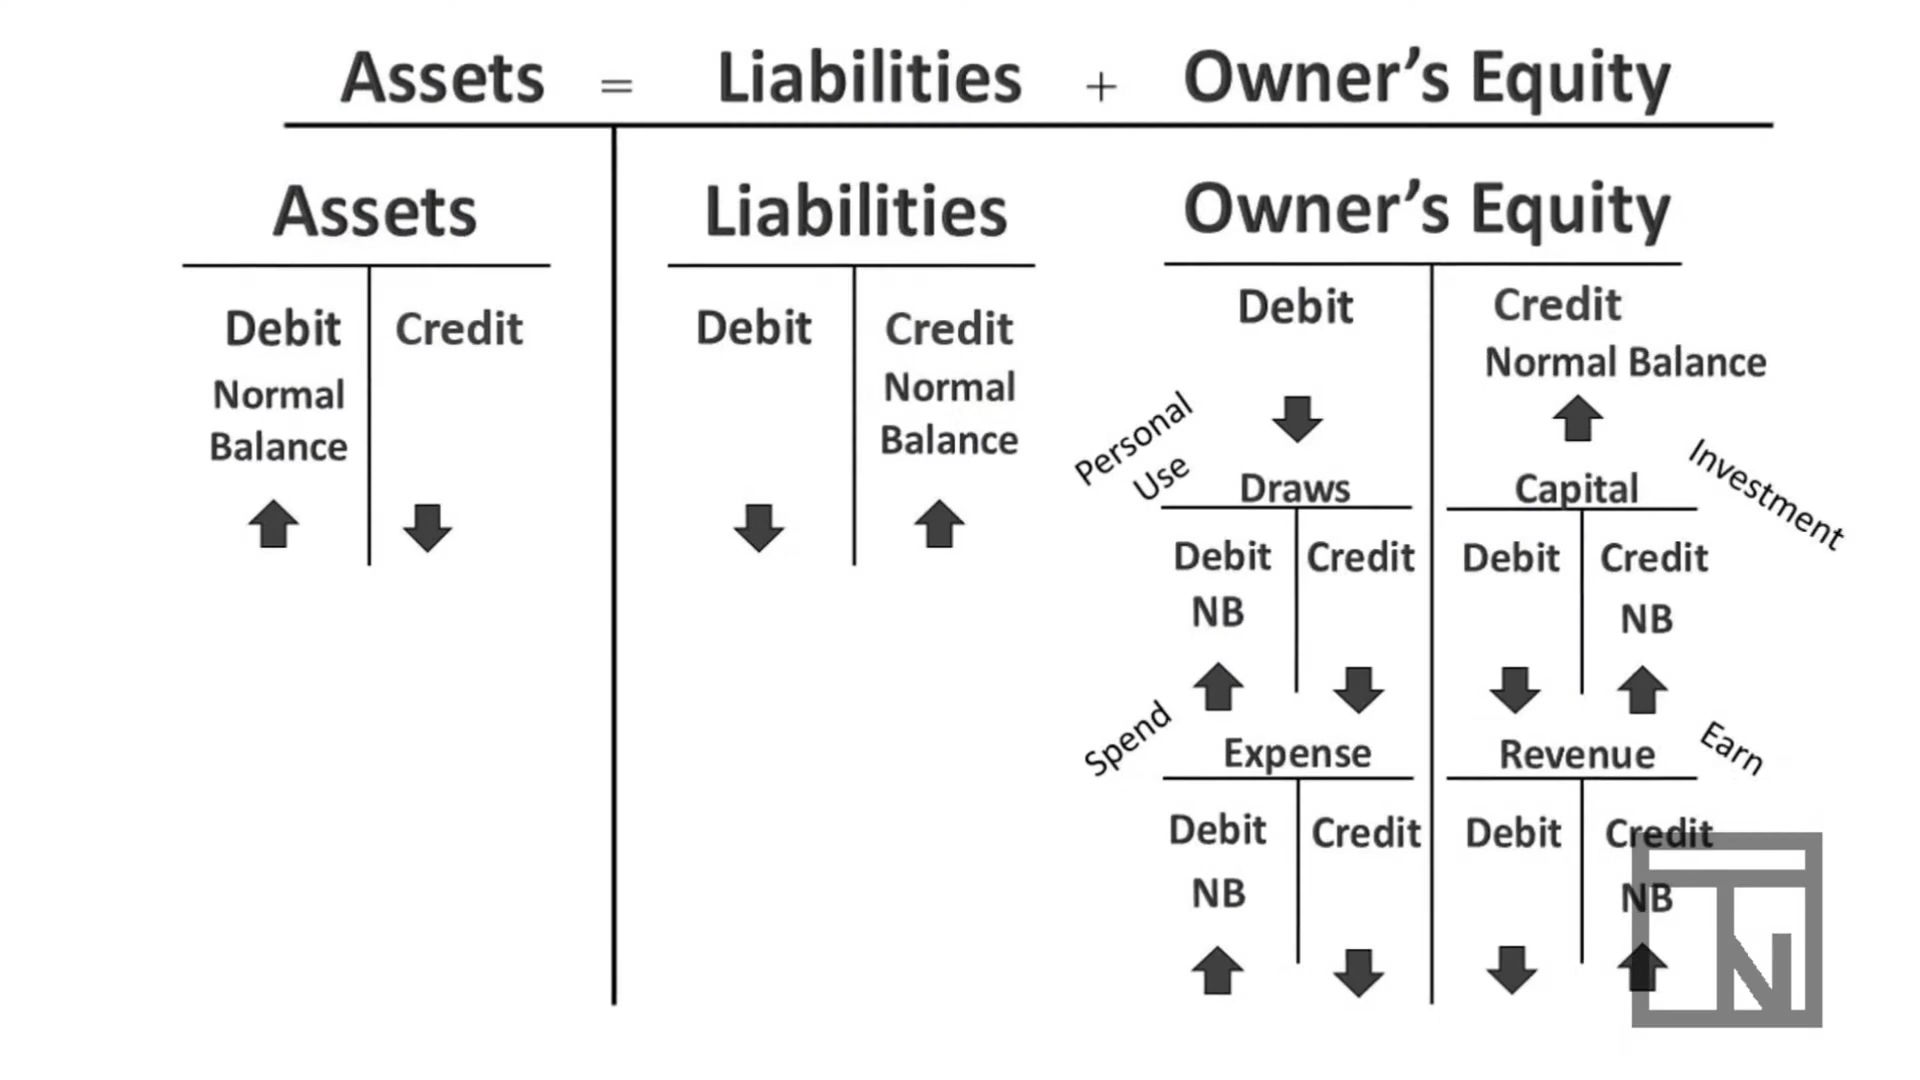 Assets = Liabilities + Owner's Equity
Assets
Debit Credit
Normal
Balance
Liabilities
Debit Credit
Normal
Balance
Owner's Equity
Debit Credit
Normal Balance
Personal
Use
Draws
Debit Credit
NB
Capital
Investment
Debit Credit
NB
Spend
Expense
Debit Credit
NB
Revenue
Earn
Debit Credit
NB